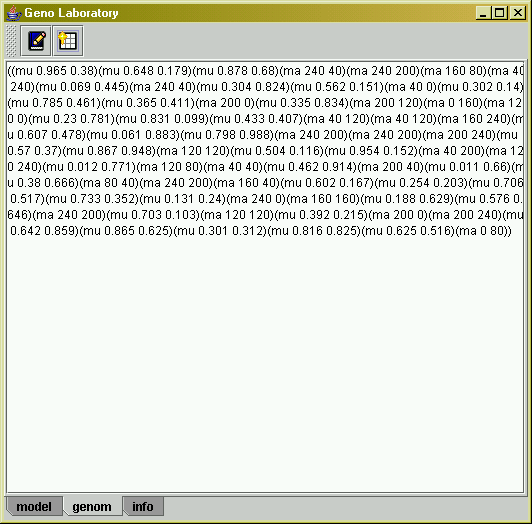 Geno Laboratory
((mu 0.965 0.38)(mu 0.648 0.179)(mu 0.878 0.68)(ma 240 40)(ma 240 200)(ma 160 80)(ma 40
240)(mu 0.069 0.445)(ma 240 40)(mu 0.304 0.824)(mu 0.562 0.151)(ma 40 0)(mu 0.302 0.14)
(mu 0.785 0.461)(mu 0.365 0.411)(ma 200 0)(mu 0.335 0.834)(ma 200 120)(ma 0 160)(ma 12
0 0)(mu 0.23 0.781)(mu 0.831 0.099)(mu 0.433 0.407)(ma 40 120)(ma 40 120)(ma 160 240)(m
u 0.607 0.478)(mu 0.061 0.883)(mu 0.798 0.988)(ma 240 200)(ma 240 200)(ma 200 240)(mu
0.57 0.37)(mu 0.867 0.948)(ma 120 120)(mu 0.504 0.116)(mu 0.954 0.152)(ma 40 200)(ma 12
0 240)(mu 0.012 0.771)(ma 120 80)(ma 40 40)(mu 0.462 0.914)(ma 200 40)(mu 0.011 0.66)(m
u 0.38 0.666)(ma 80 40)(ma 240 200)(ma 160 40)(mu 0.602 0.167)(mu 0.254 0.203)(mu 0.706
0.517)(mu 0.733 0.352)(mu 0.131 0.24)(ma 240 0)(ma 160 160)(mu 0.188 0.629)(mu 0.576 0.
646)(ma 240 200)(mu 0.703 0.103)(ma 120 120)(mu 0.392 0.215)(ma 200 0)(ma 200 240)(mu
0.642 0.859)(mu 0.865 0.625)(mu 0.301 0.312)(mu 0.816 0.825)(mu 0.625 0.516)(ma 0 80))
model genom info